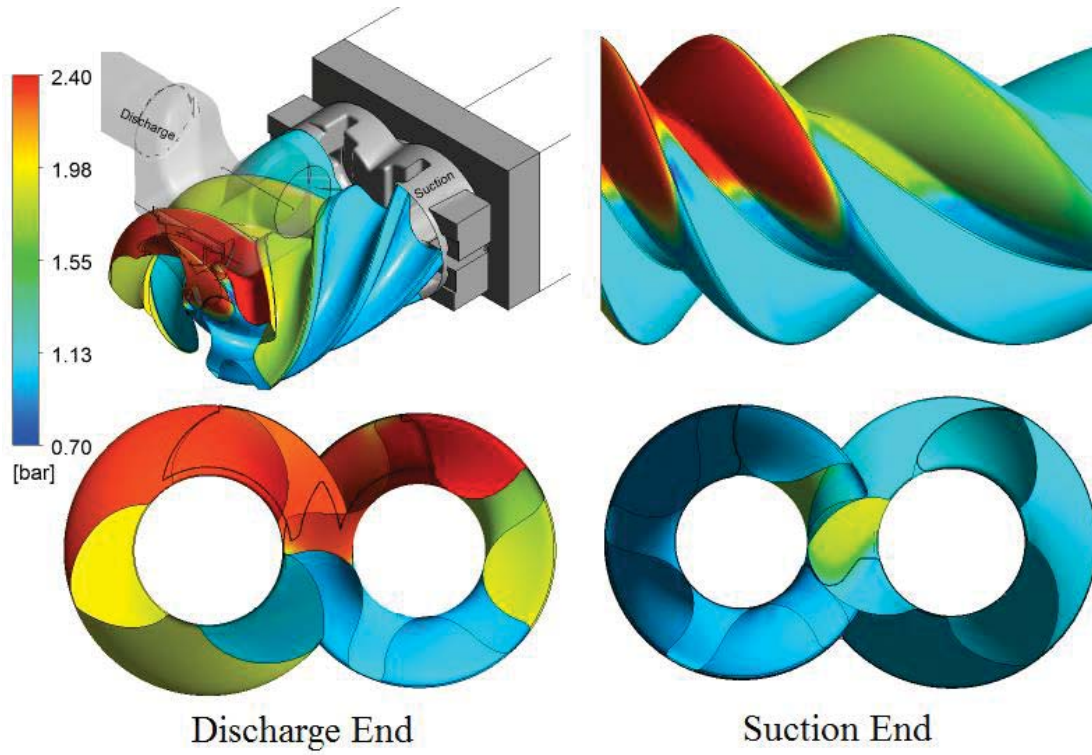 2.40
1.98
1.55
1.13
0.70
[bar]
Discharge
Suction
Discharge End
Suction End